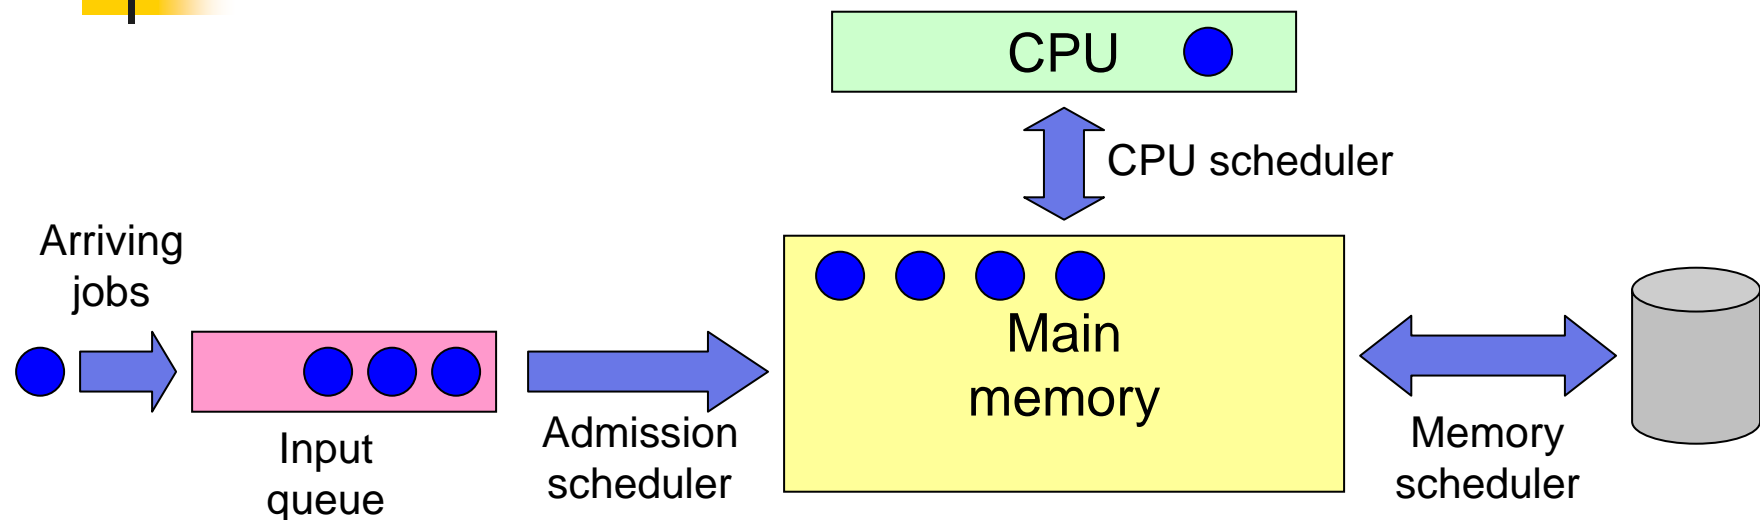 CPU
CPU scheduler
Arriving
jobs
Main
memory
Input
queue
Admission
scheduler
Memory
scheduler